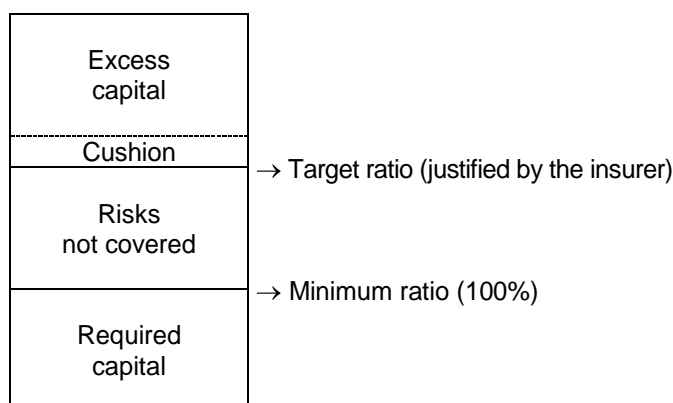 Excess
capital
Cushion
→ Target ratio (justified by the insurer)
Risks
not covered
→ Minimum ratio (100%)
Required
capital